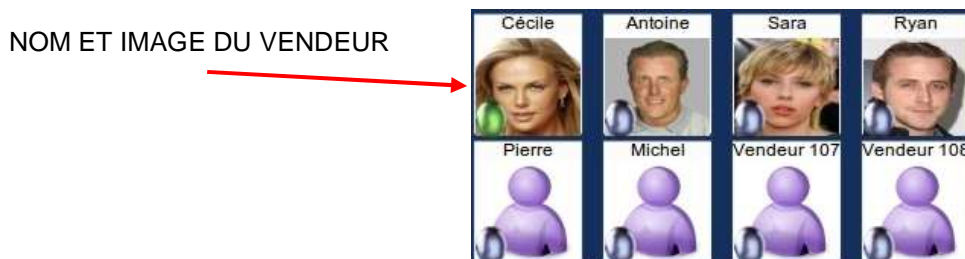 NOM ET IMAGE DU VENDEUR
Cécile Antoine Sara Ryan
Pierre Michel Vendeur 107 Vendeur 108